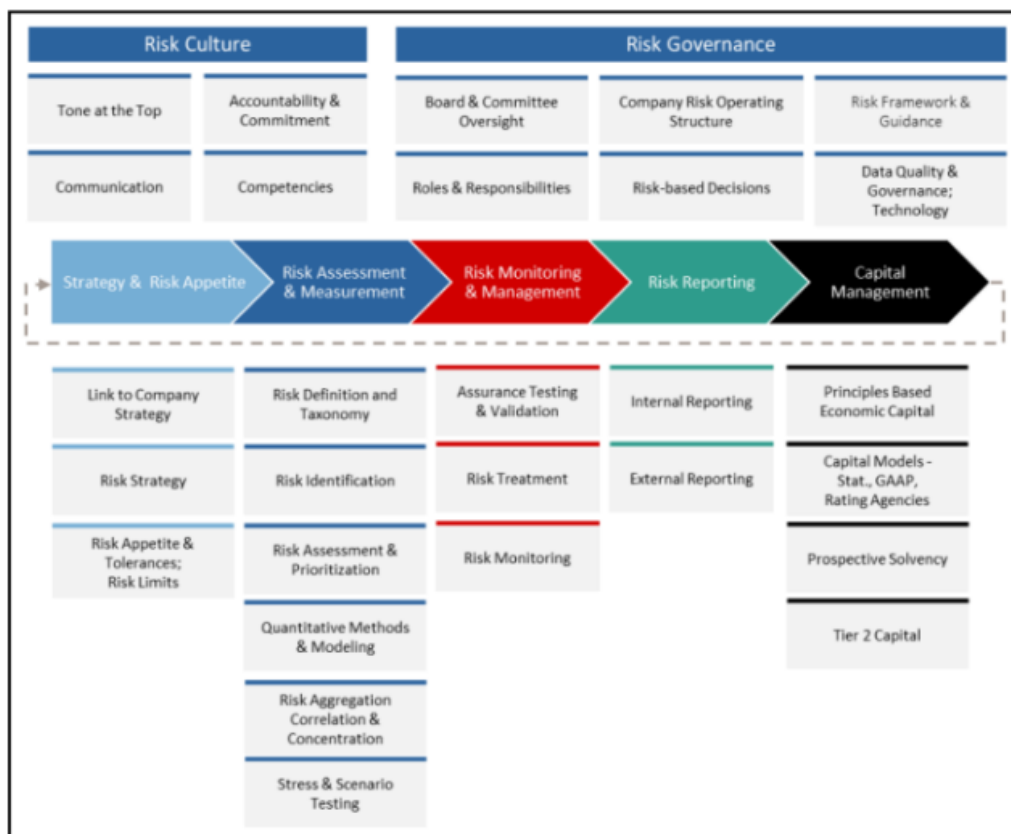 Risk Culture
Risk Governance
Tone at the Top
Accountability &
Commitment
Board & Committee
Oversight
Company Risk Operating
Structure
Risk Framework &
Guidance
Communication
Competencies
Roles & Responsibilities
Risk-based Decisions
Data Quality &
Governance;
Technology
Strategy & Risk Appetite
Risk Assessment
& Measurement
Risk Monitoring
& Management
Risk Reporting
Capital
Management
Link to Company
Strategy
Risk Strategy
Risk Appetite &
Tolerances;
Risk Limits
Risk Definition and
Taxonomy
Risk Identification
Risk Assessment &
Prioritization
Quantitative Methods
& Modeling
Risk Aggregation
Correlation &
Concentration
Stress & Scenario
Testing
Assurance Testing
& Validation
Risk Treatment
Risk Monitoring
Internal Reporting
External Reporting
Principles Based
Economic Capital
Capital Models -
Stat., GAAP,
Rating Agencies
Prospective Solvency
Tier 2 Capital